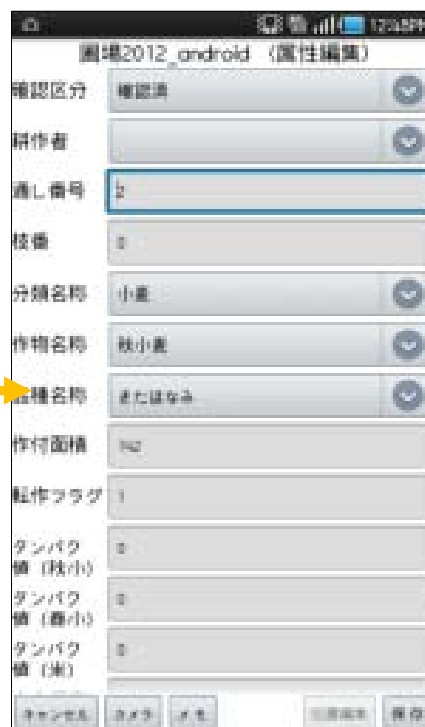 12:48PM
圃場2012_android （属性編集）
確認区分 確認済
耕作者
通し番号 2
枝番 0
分類名称 小麦
作物名称 秋小麦
品種名称 きたほなみ
作付面積
転作フラグ 1
タンパク 0
値（秋小）
タンパク 0
値（春小）
タンパク 0
値（米）
キャンセル カメラ メモ 保存